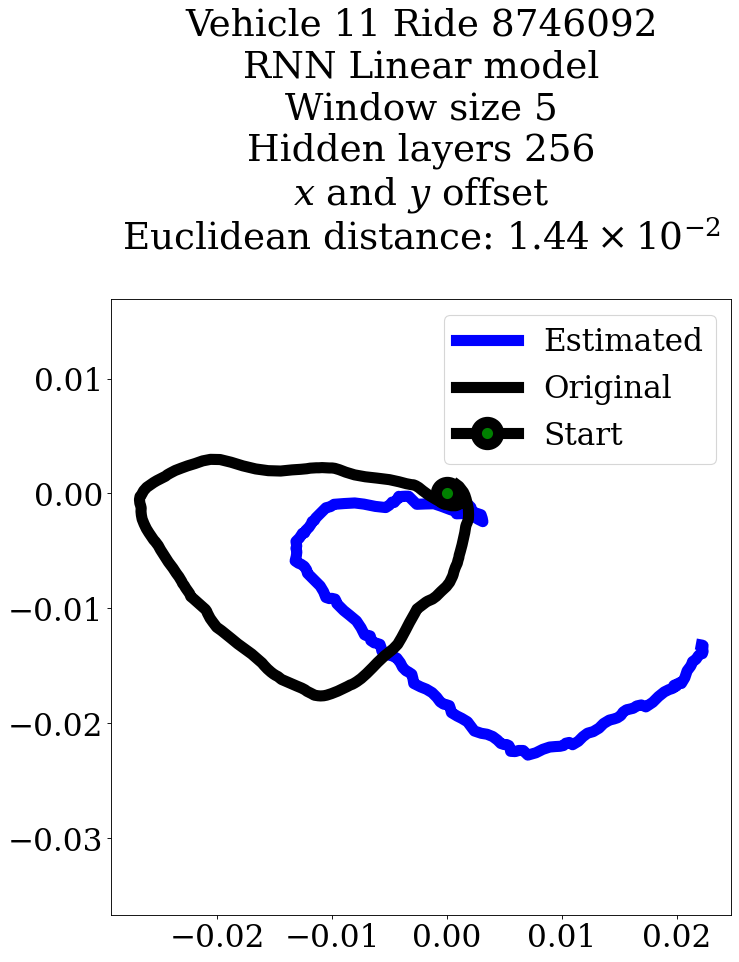 Vehicle 11 Ride 8746092
RNN Linear model
Window size 5
Hidden layers 256
x and y offset
Euclidean distance: 1.44 × 10⁻²
Estimated
Original
Start
0.01
0.00
−0.01
−0.02
−0.03
−0.02 −0.01 0.00 0.01 0.02